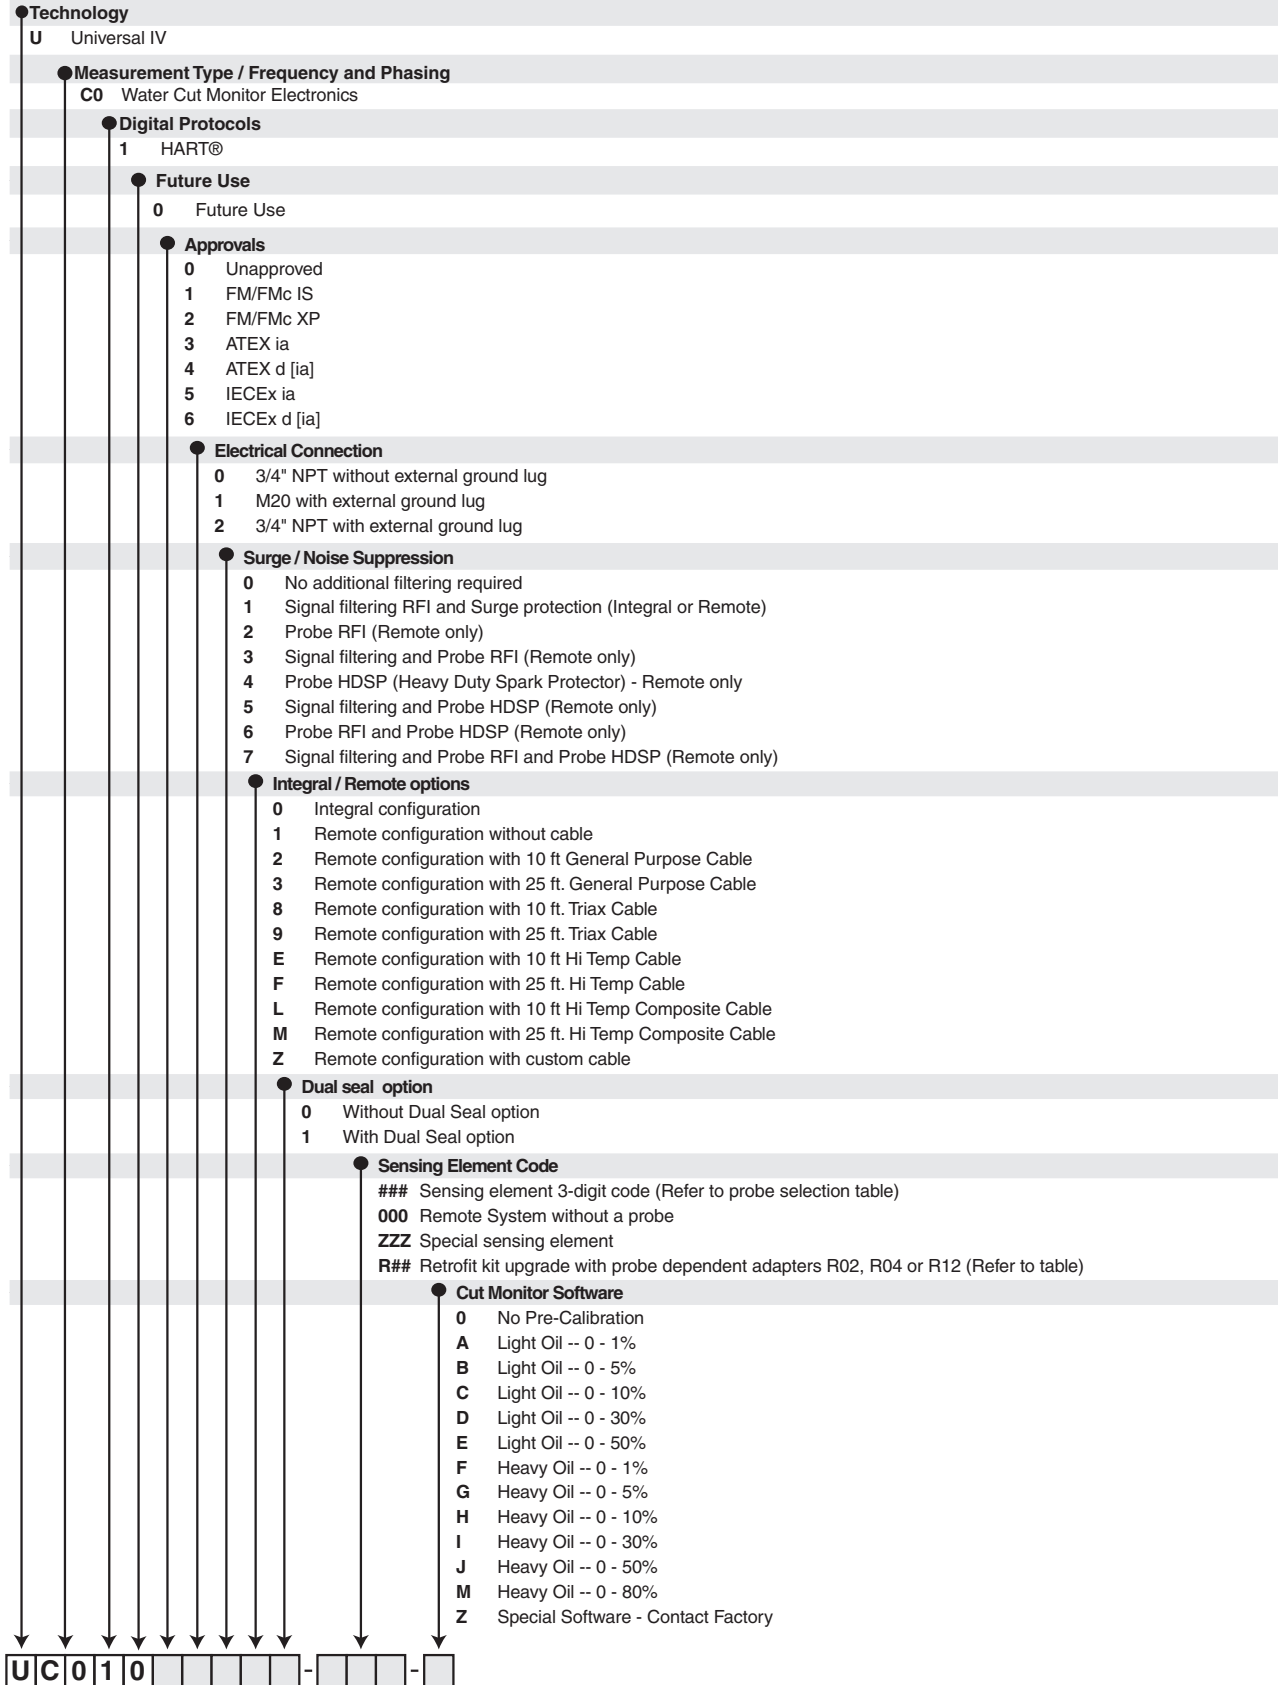 Technology
U Universal IV
Measurement Type / Frequency and Phasing
C0 Water Cut Monitor Electronics
Digital Protocols
1 HART®
Future Use
0 Future Use
Approvals
0 Unapproved
1 FM/FMc IS
2 FM/FMc XP
3 ATEX ia
4 ATEX d [ia]
5 IECEx ia
6 IECEx d [ia]
Electrical Connection
0 3/4" NPT without external ground lug
1 M20 with external ground lug
2 3/4" NPT with external ground lug
Surge / Noise Suppression
0 No additional filtering required
1 Signal filtering RFI and Surge protection (Integral or Remote)
2 Probe RFI (Remote only)
3 Signal filtering and Probe RFI (Remote only)
4 Probe HDSP (Heavy Duty Spark Protector) - Remote only
5 Signal filtering and Probe HDSP (Remote only)
6 Probe RFI and Probe HDSP (Remote only)
7 Signal filtering and Probe RFI and Probe HDSP (Remote only)
Integral / Remote options
0 Integral configuration
1 Remote configuration without cable
2 Remote configuration with 10 ft General Purpose Cable
3 Remote configuration with 25 ft. General Purpose Cable
8 Remote configuration with 10 ft. Triax Cable
9 Remote configuration with 25 ft. Triax Cable
E Remote configuration with 10 ft Hi Temp Cable
F Remote configuration with 25 ft. Hi Temp Cable
L Remote configuration with 10 ft Hi Temp Composite Cable
M Remote configuration with 25 ft. Hi Temp Composite Cable
Z Remote configuration with custom cable
Dual seal option
0 Without Dual Seal option
1 With Dual Seal option
Sensing Element Code
### Sensing element 3-digit code (Refer to probe selection table)
000 Remote System without a probe
ZZZ Special sensing element
R## Retrofit kit upgrade with probe dependent adapters R02, R04 or R12 (Refer to table)
Cut Monitor Software
0 No Pre-Calibration
A Light Oil -- 0 - 1%
B Light Oil -- 0 - 5%
C Light Oil -- 0 - 10%
D Light Oil -- 0 - 30%
E Light Oil -- 0 - 50%
F Heavy Oil -- 0 - 1%
G Heavy Oil -- 0 - 5%
H Heavy Oil -- 0 - 10%
I Heavy Oil -- 0 - 30%
J Heavy Oil -- 0 - 50%
M Heavy Oil -- 0 - 80%
Z Special Software - Contact Factory
U C 0 1 0 - -